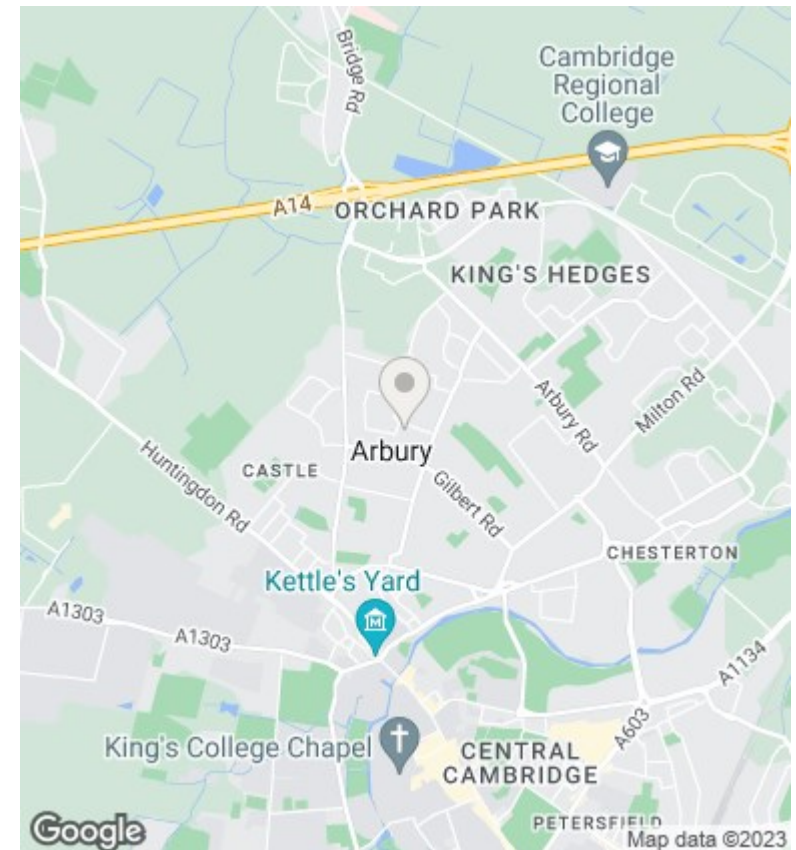 Bridge Rd
Cambridge
Regional
College
A14
ORCHARD PARK
KING'S HEDGES
Arbury Rd
Milton Rd
Arbury
Huntingdon Rd
CASTLE
Gilbert Rd
CHESTERTON
Kettle's Yard
M
A1303
A1303
A1134
A603
King's College Chapel
CENTRAL
CAMBRIDGE
PETERSFIELD
Google
Map data ©2023